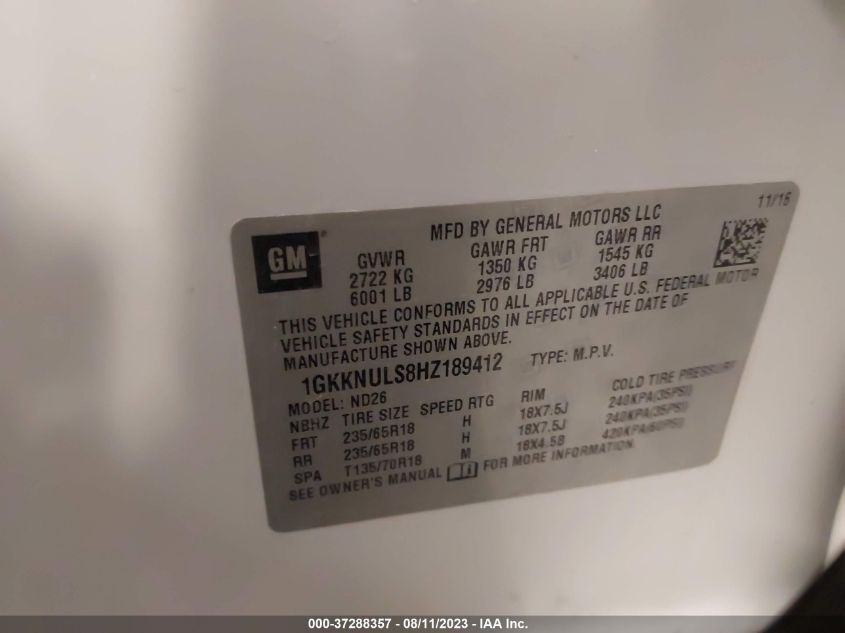 11/16
MFD BY GENERAL MOTORS LLC
GM®
GVWR GAWR FRT GAWR RR
2722 KG 1350 KG 1545 KG
6001 LB 2976 LB 3406 LB
THIS VEHICLE CONFORMS TO ALL APPLICABLE U.S. FEDERAL MOTOR
VEHICLE SAFETY STANDARDS IN EFFECT ON THE DATE OF
MANUFACTURE SHOWN ABOVE.
1GKKNULS8HZ189412 TYPE: M.P.V.
MODEL: ND26
NBHZ TIRE SIZE SPEED RTG RIM COLD TIRE PRESSURE
FRT 235/65R18 H 18X7.5J 240KPA(35PSI)
RR 235/65R18 H 18X7.5J 240KPA(35PSI)
SPA T135/70R18 M 18X4.5B 420KPA(60PSI)
SEE OWNER'S MANUAL FOR MORE INFORMATION.
000-37288357 - 08/11/2023 - IAA Inc.